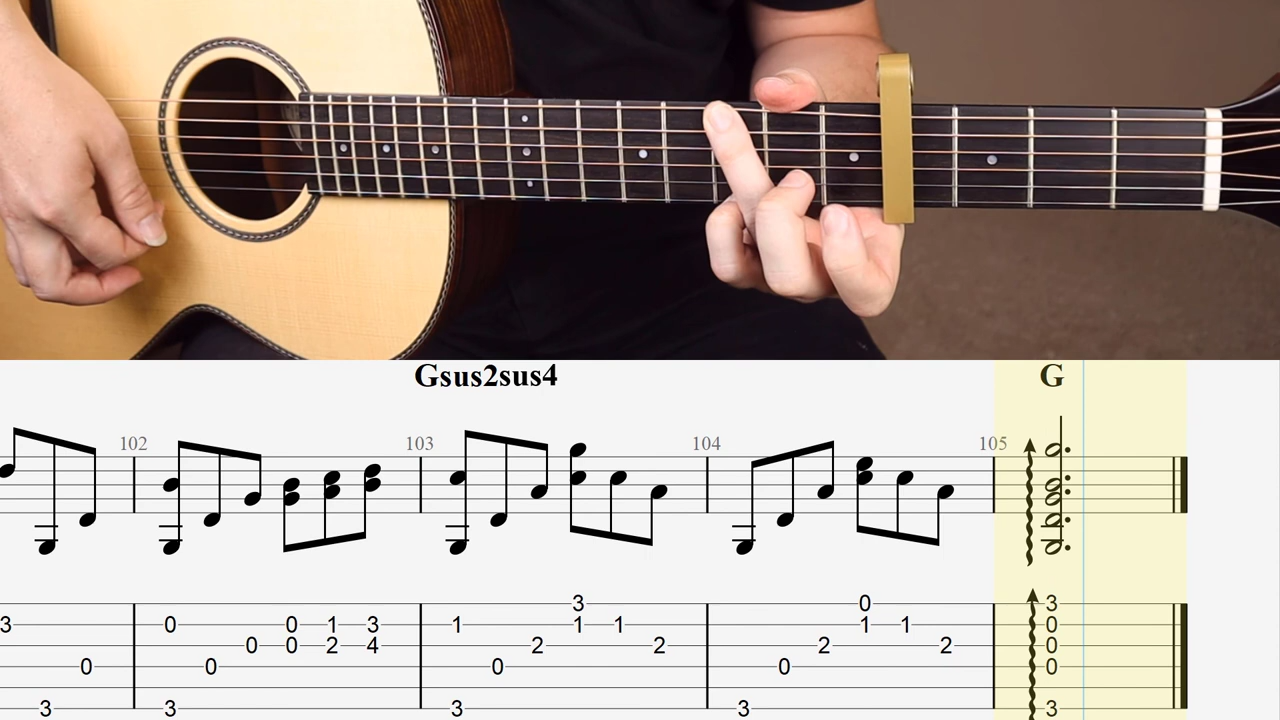 Gsus2sus4 G
102 103 104 105
3 0
3 0 1 3 1 1 1 1 1 0
0 0 2 4 2 2 2 2 0
0 0 0 0 0
3 3 3 3 3